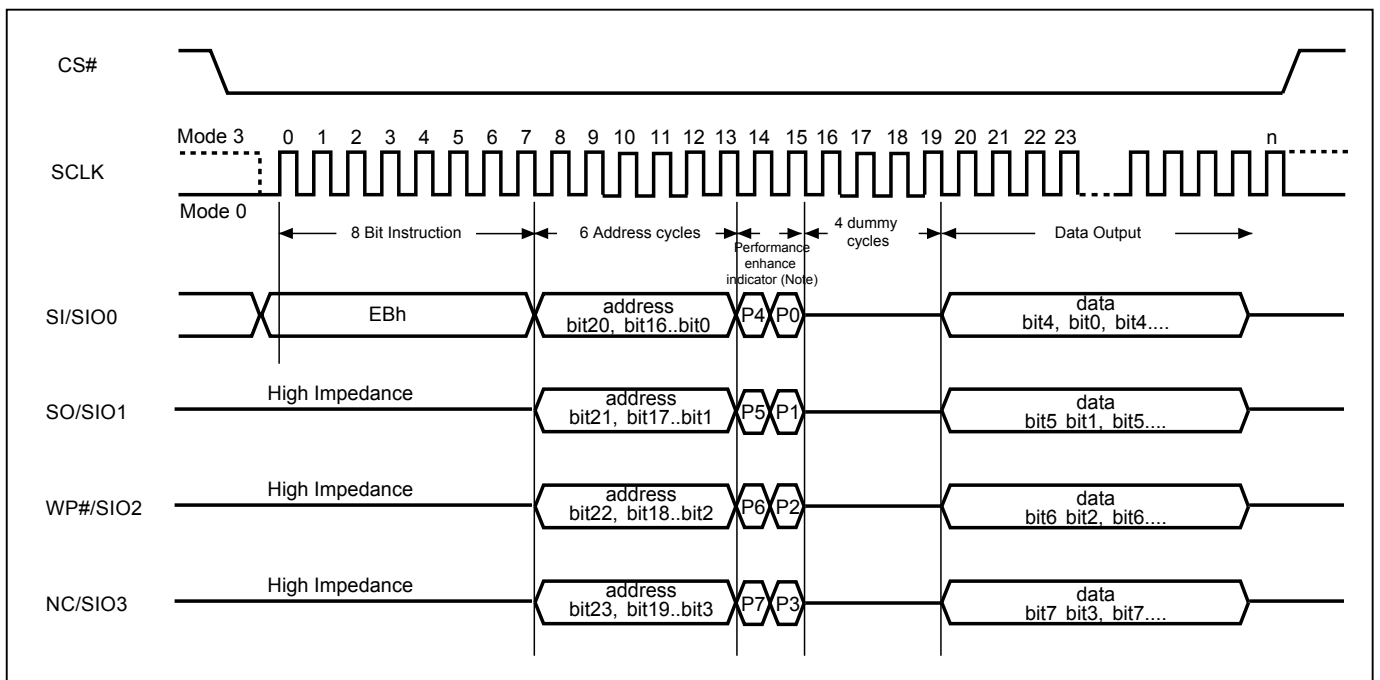 CS#
Mode 3
0 1 2 3 4 5 6 7 8 9 10 11 12 13 14 15 16 17 18 19 20 21 22 23 n
SCLK
Mode 0
8 Bit Instruction
6 Address cycles
Performance
enhance
indicator (Note)
4 dummy
cycles
Data Output
SI/SIO0
EBh
address
bit20, bit16..bit0
P4 P0
data
bit4, bit0, bit4....
SO/SIO1
High Impedance
address
bit21, bit17..bit1
P5 P1
data
bit5 bit1, bit5....
WP#/SIO2
High Impedance
address
bit22, bit18..bit2
P6 P2
data
bit6 bit2, bit6....
NC/SIO3
High Impedance
address
bit23, bit19..bit3
P7 P3
data
bit7 bit3, bit7....